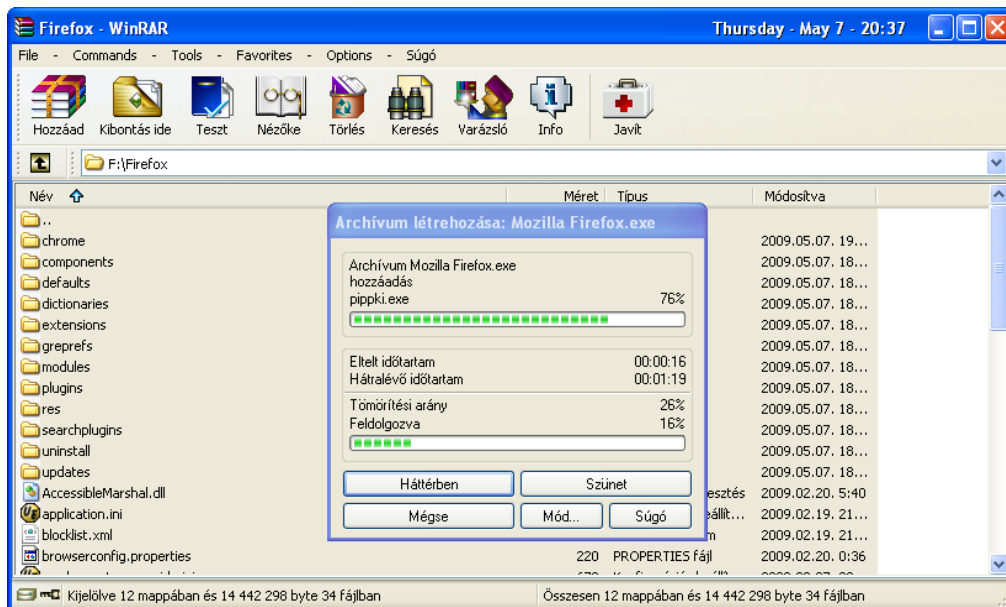 Firefox - WinRAR
Thursday - May 7 - 20:37
File - Commands - Tools - Favorites - Options - Súgó
Hozzáad Kibontás ide Teszt Nézőke Törlés Keresés Varázsló Info Javít
F:\Firefox
Név Méret Típus Módosítva
..
chrome 2009.05.07. 19...
components 2009.05.07. 18...
defaults 2009.05.07. 18...
dictionaries 2009.05.07. 18...
extensions 2009.05.07. 18...
greprefs 2009.05.07. 18...
modules 2009.05.07. 18...
plugins 2009.05.07. 18...
res 2009.05.07. 18...
searchplugins 2009.05.07. 18...
uninstall 2009.05.07. 18...
updates 2009.05.07. 18...
AccessibleMarshal.dll esztés 2009.02.20. 5:40
application.ini eállít... 2009.02.19. 21...
blocklist.xml m 2009.02.19. 21...
browserconfig.properties 220 PROPERTIES fájl 2009.02.20. 0:36
Archívum létrehozása: Mozilla Firefox.exe
Archívum Mozilla Firefox.exe
hozzáadás
pippki.exe 76%
Eltelt időtartam 00:00:16
Hátralévő időtartam 00:01:19
Tömörítési arány 26%
Feldolgozva 16%
Háttérben Szünet
Mégse Mód... Súgó
Kijelölve 12 mappában és 14 442 298 byte 34 fájlban
Összesen 12 mappában és 14 442 298 byte 34 fájlban